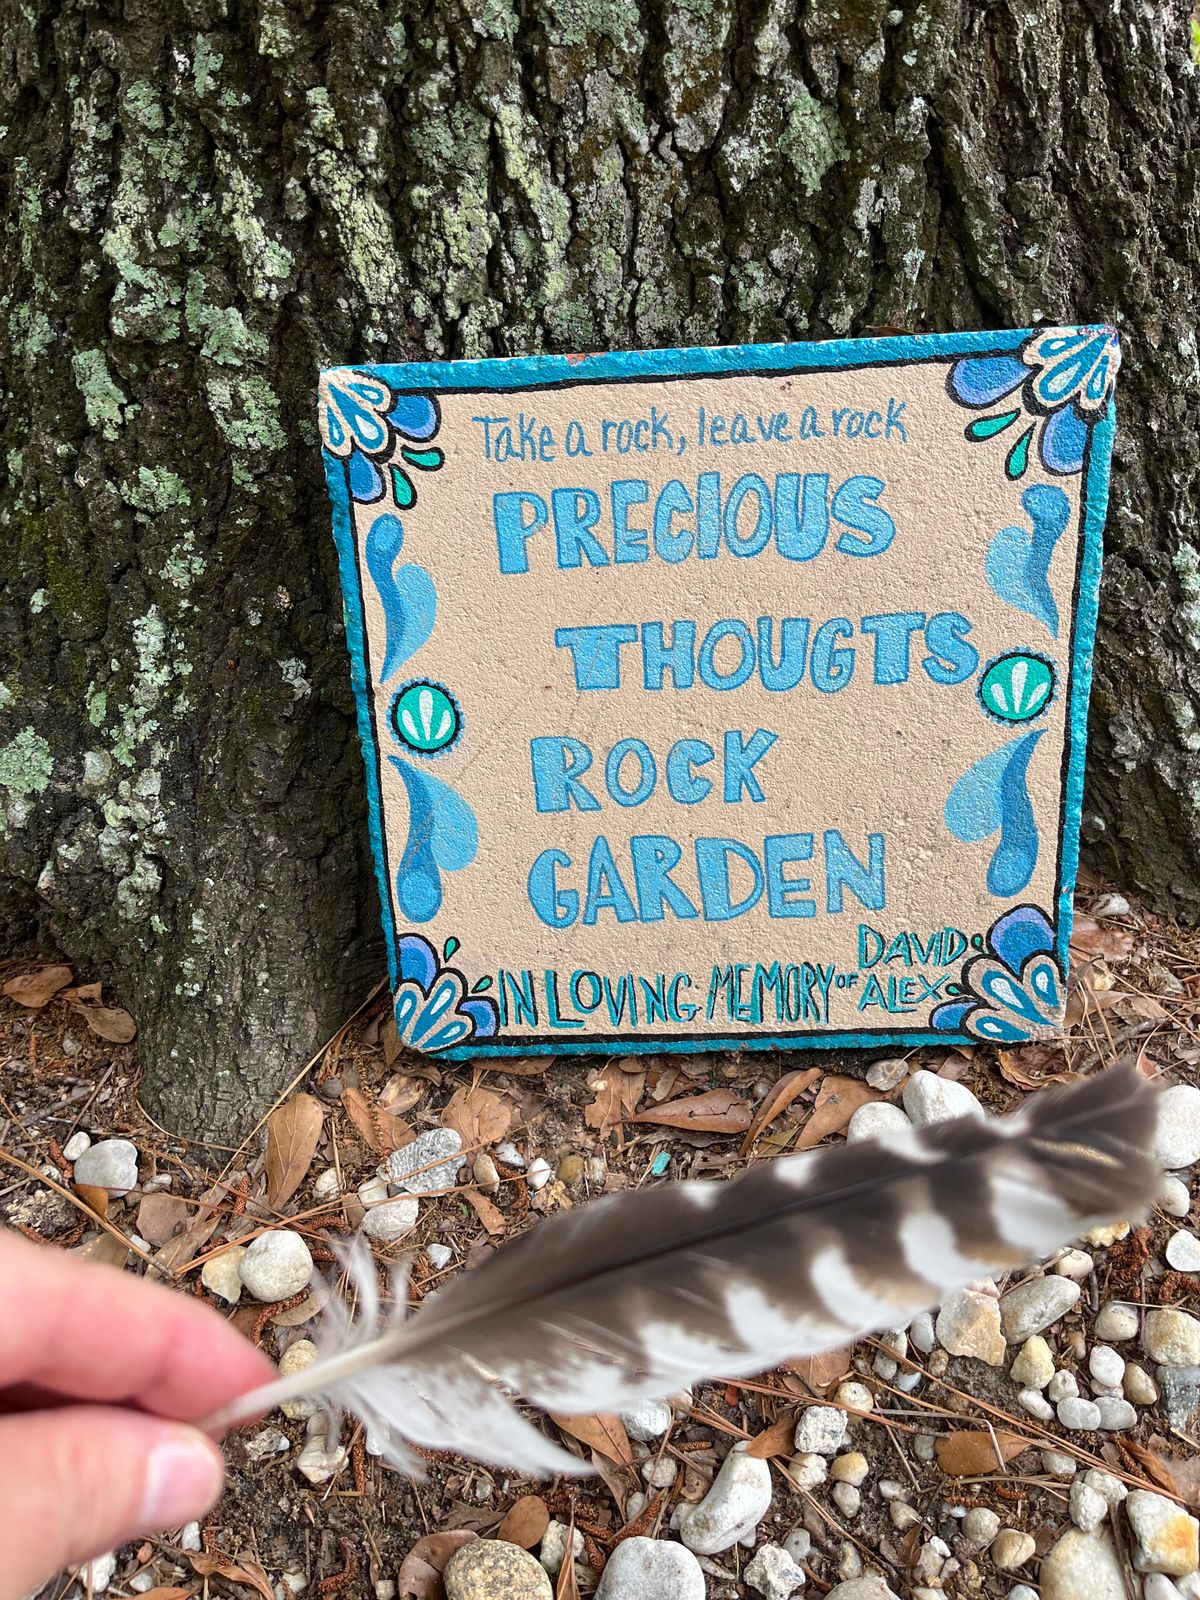 Take a rock, leave a rock
PRECIOUS
THOUGTS
ROCK
GARDEN
IN LOVING MEMORY OF DAVID
ALEX